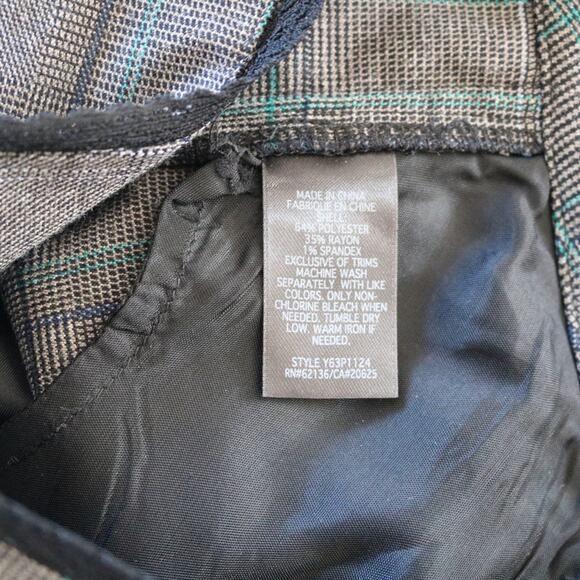 MADE IN CHINA
FABRIQUE EN CHINE
SHELL:
64% POLYESTER
35% RAYON
1% SPANDEX
EXCLUSIVE OF TRIMS
MACHINE WASH
SEPARATELY WITH LIKE
COLORS. ONLY NON-
CHLORINE BLEACH WHEN
NEEDED. TUMBLE DRY
LOW. WARM IRON IF
NEEDED.
STYLE Y63P1124
RN#62136/CA#20625